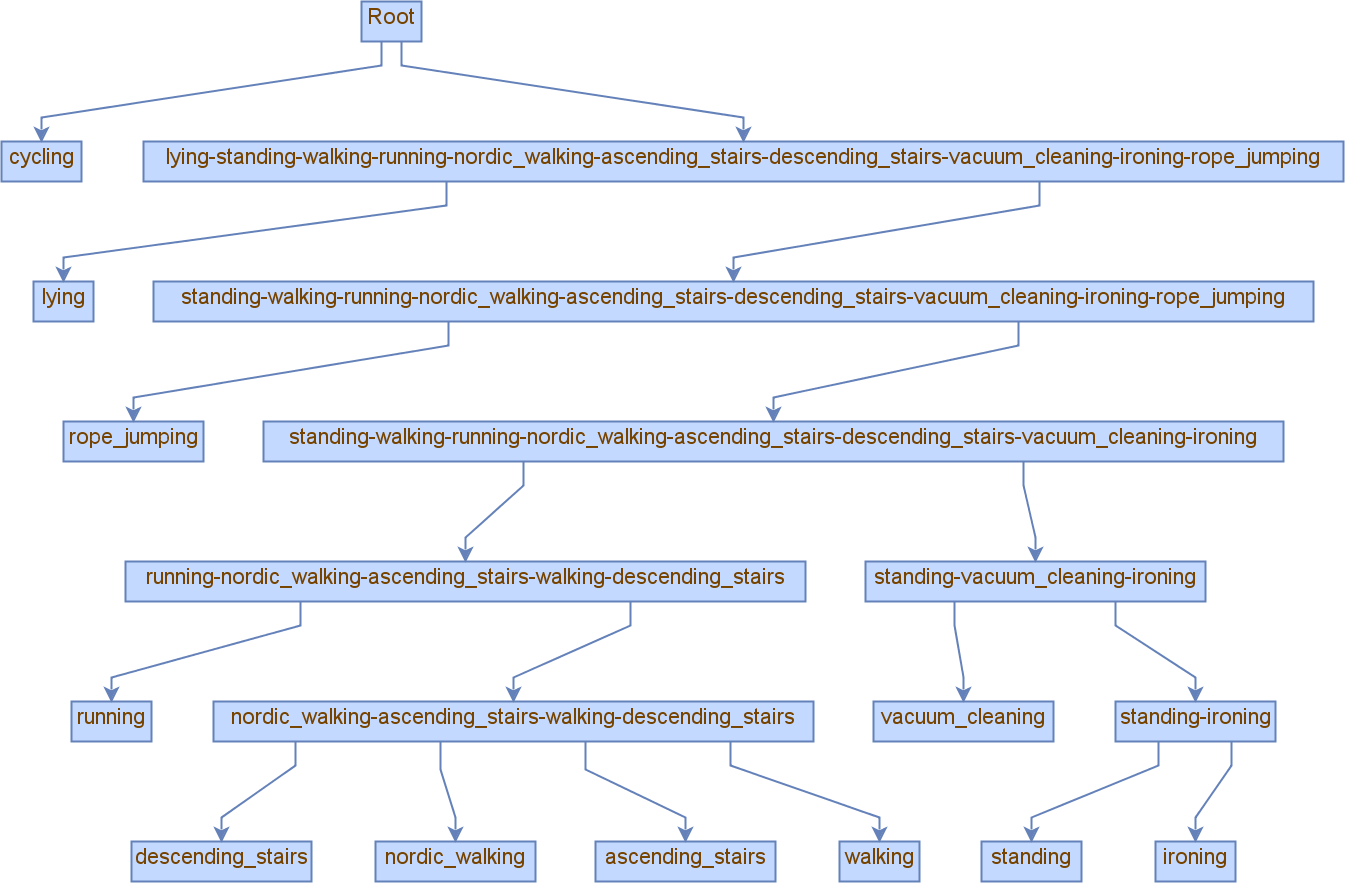 Root
cycling
lying-standing-walking-running-nordic_walking-ascending_stairs-descending_stairs-vacuum_cleaning-ironing-rope_jumping
lying
standing-walking-running-nordic_walking-ascending_stairs-descending_stairs-vacuum_cleaning-ironing-rope_jumping
rope_jumping
standing-walking-running-nordic_walking-ascending_stairs-descending_stairs-vacuum_cleaning-ironing
running-nordic_walking-ascending_stairs-walking-descending_stairs
standing-vacuum_cleaning-ironing
running
nordic_walking-ascending_stairs-walking-descending_stairs
vacuum_cleaning
standing-ironing
descending_stairs
nordic_walking
ascending_stairs
walking
standing
ironing